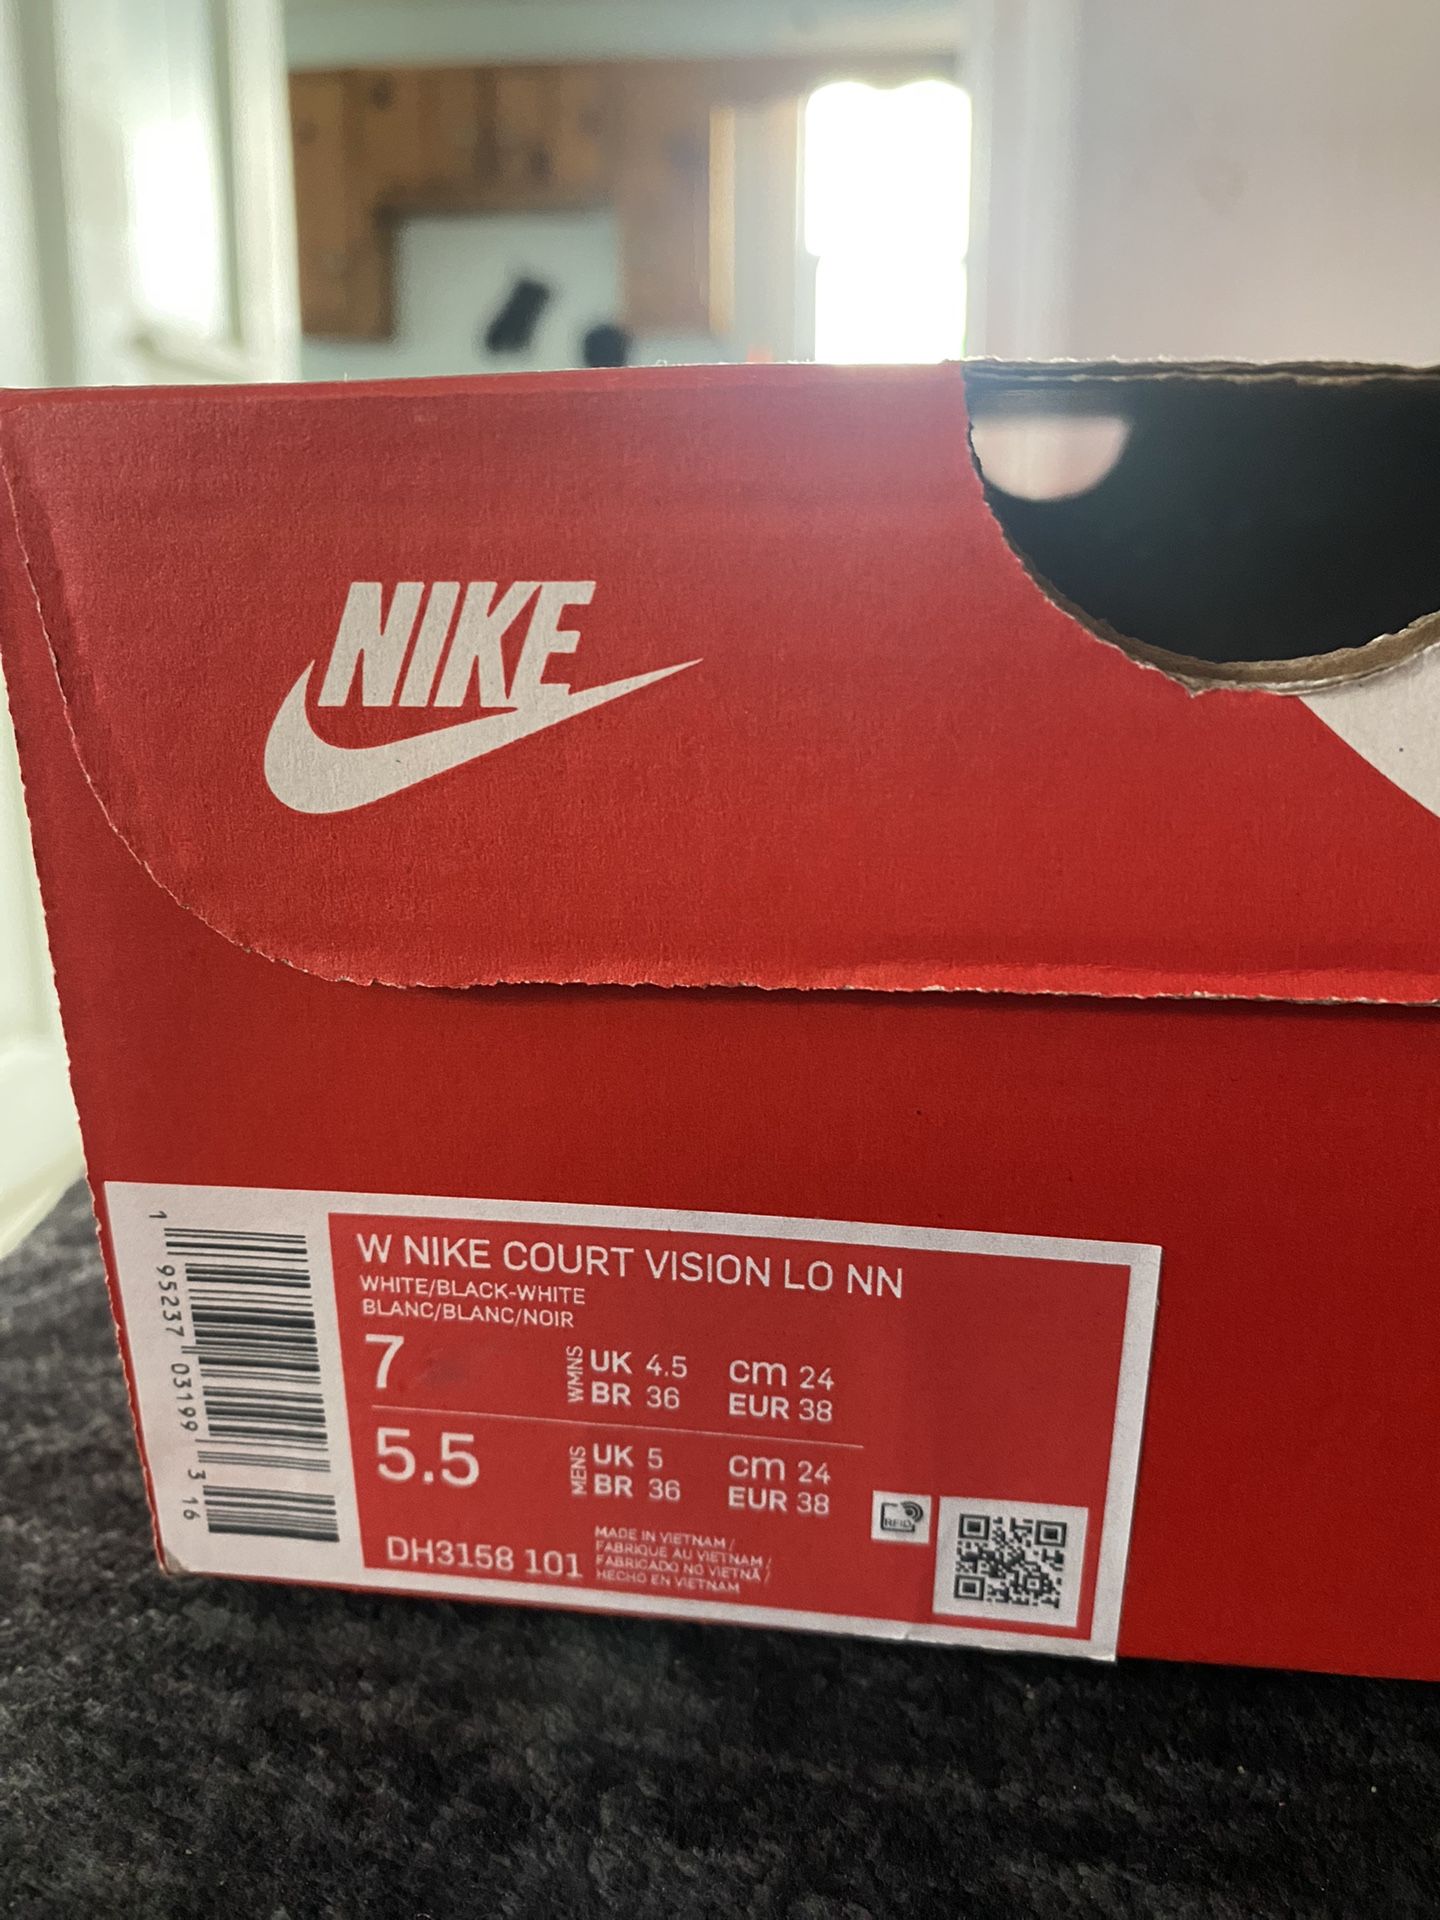 NIKE
W NIKE COURT VISION LO NN
WHITE/BLACK-WHITE
BLANC/BLANC/NOIR
7 WMNS UK 4.5 cm 24
BR 36 EUR 38
5.5 MENS UK 5 cm 24
BR 36 EUR 38
DH3158 101
MADE IN VIETNAM /
FABRIQUE AU VIETNAM /
FABRICADO NO VIETNÃ /
HECHO EN VIETNAM
RFID
1 95237 03199 3 16